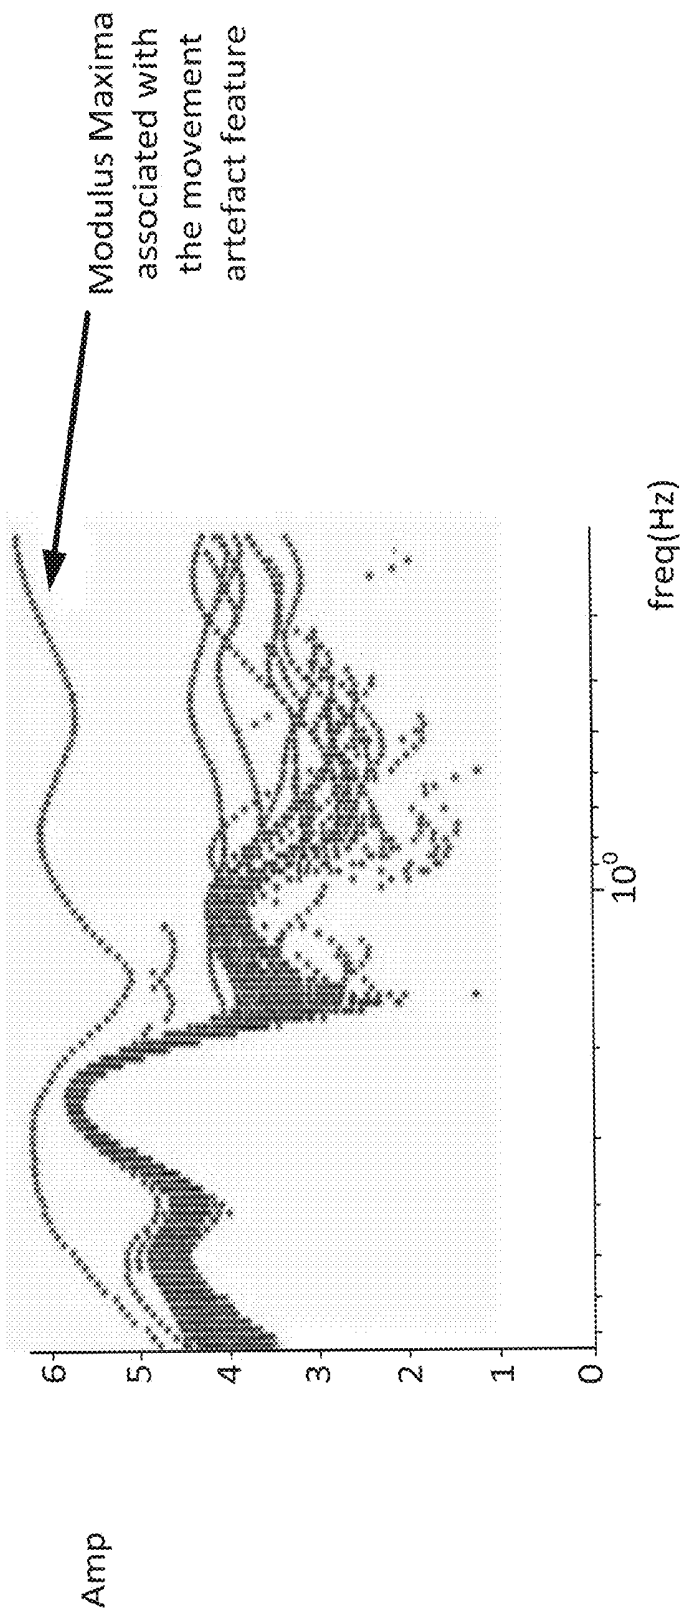 Modulus Maxima
associated with
the movement
artefact feature
Amp
6
5
4
3
2
1
0
10⁰
freq(Hz)